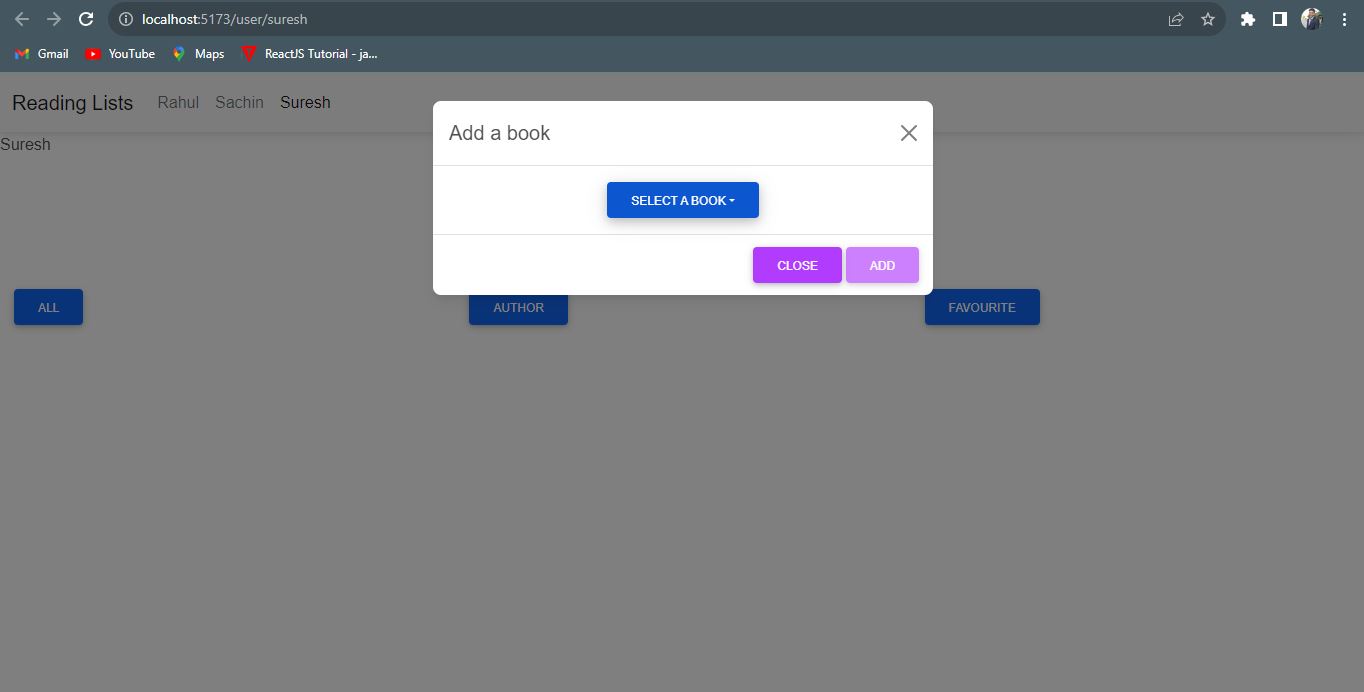 localhost:5173/user/suresh
Gmail YouTube Maps ReactJS Tutorial - ja...
Reading Lists Rahul Sachin Suresh
Suresh
Add a book
SELECT A BOOK
CLOSE ADD
ALL AUTHOR FAVOURITE